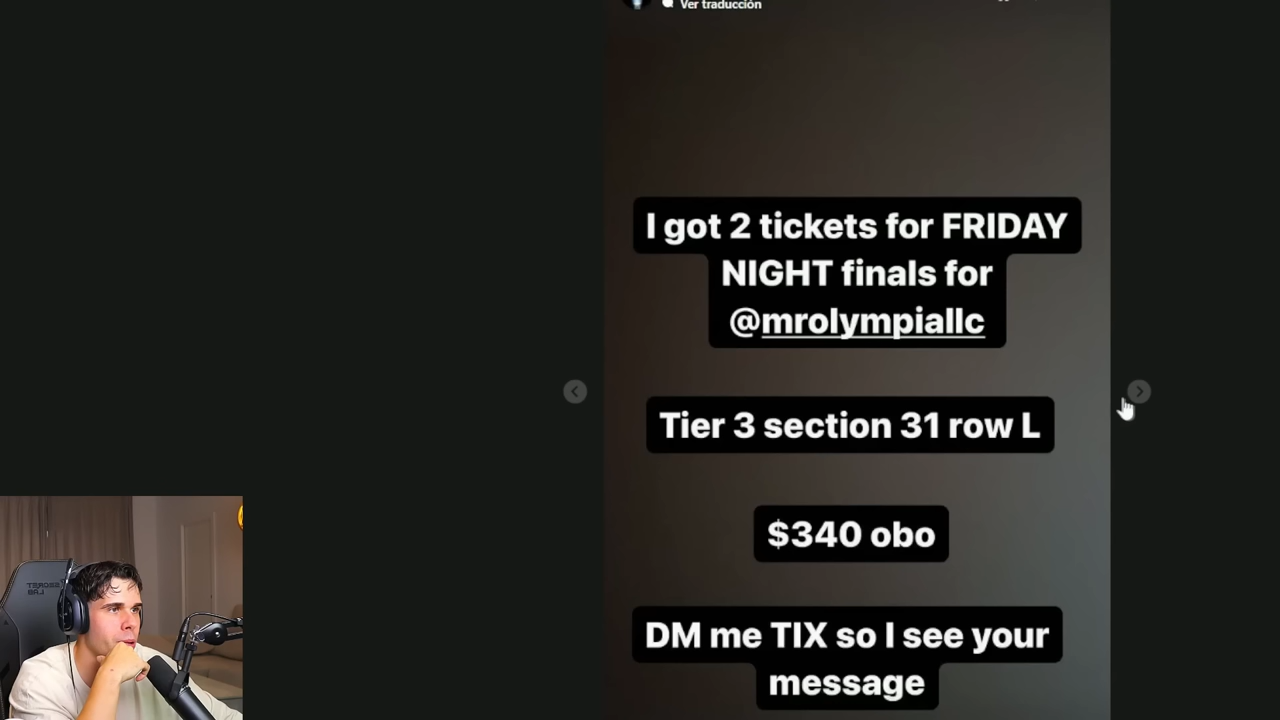 Ver traducción
I got 2 tickets for FRIDAY
NIGHT finals for
@mrolympiallc
Tier 3 section 31 row L
$340 obo
DM me TIX so I see your
message